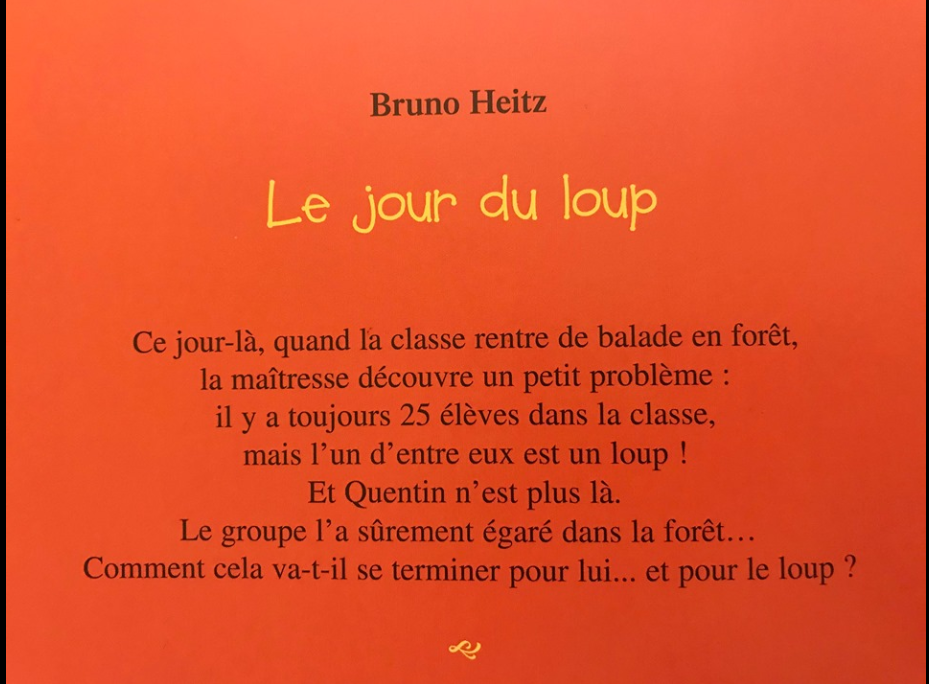 Bruno Heitz
Le jour du loup
Ce jour-là, quand la classe rentre de balade en forêt,
la maîtresse découvre un petit problème :
il y a toujours 25 élèves dans la classe,
mais l’un d’entre eux est un loup !
Et Quentin n’est plus là.
Le groupe l’a sûrement égaré dans la forêt…
Comment cela va-t-il se terminer pour lui... et pour le loup ?